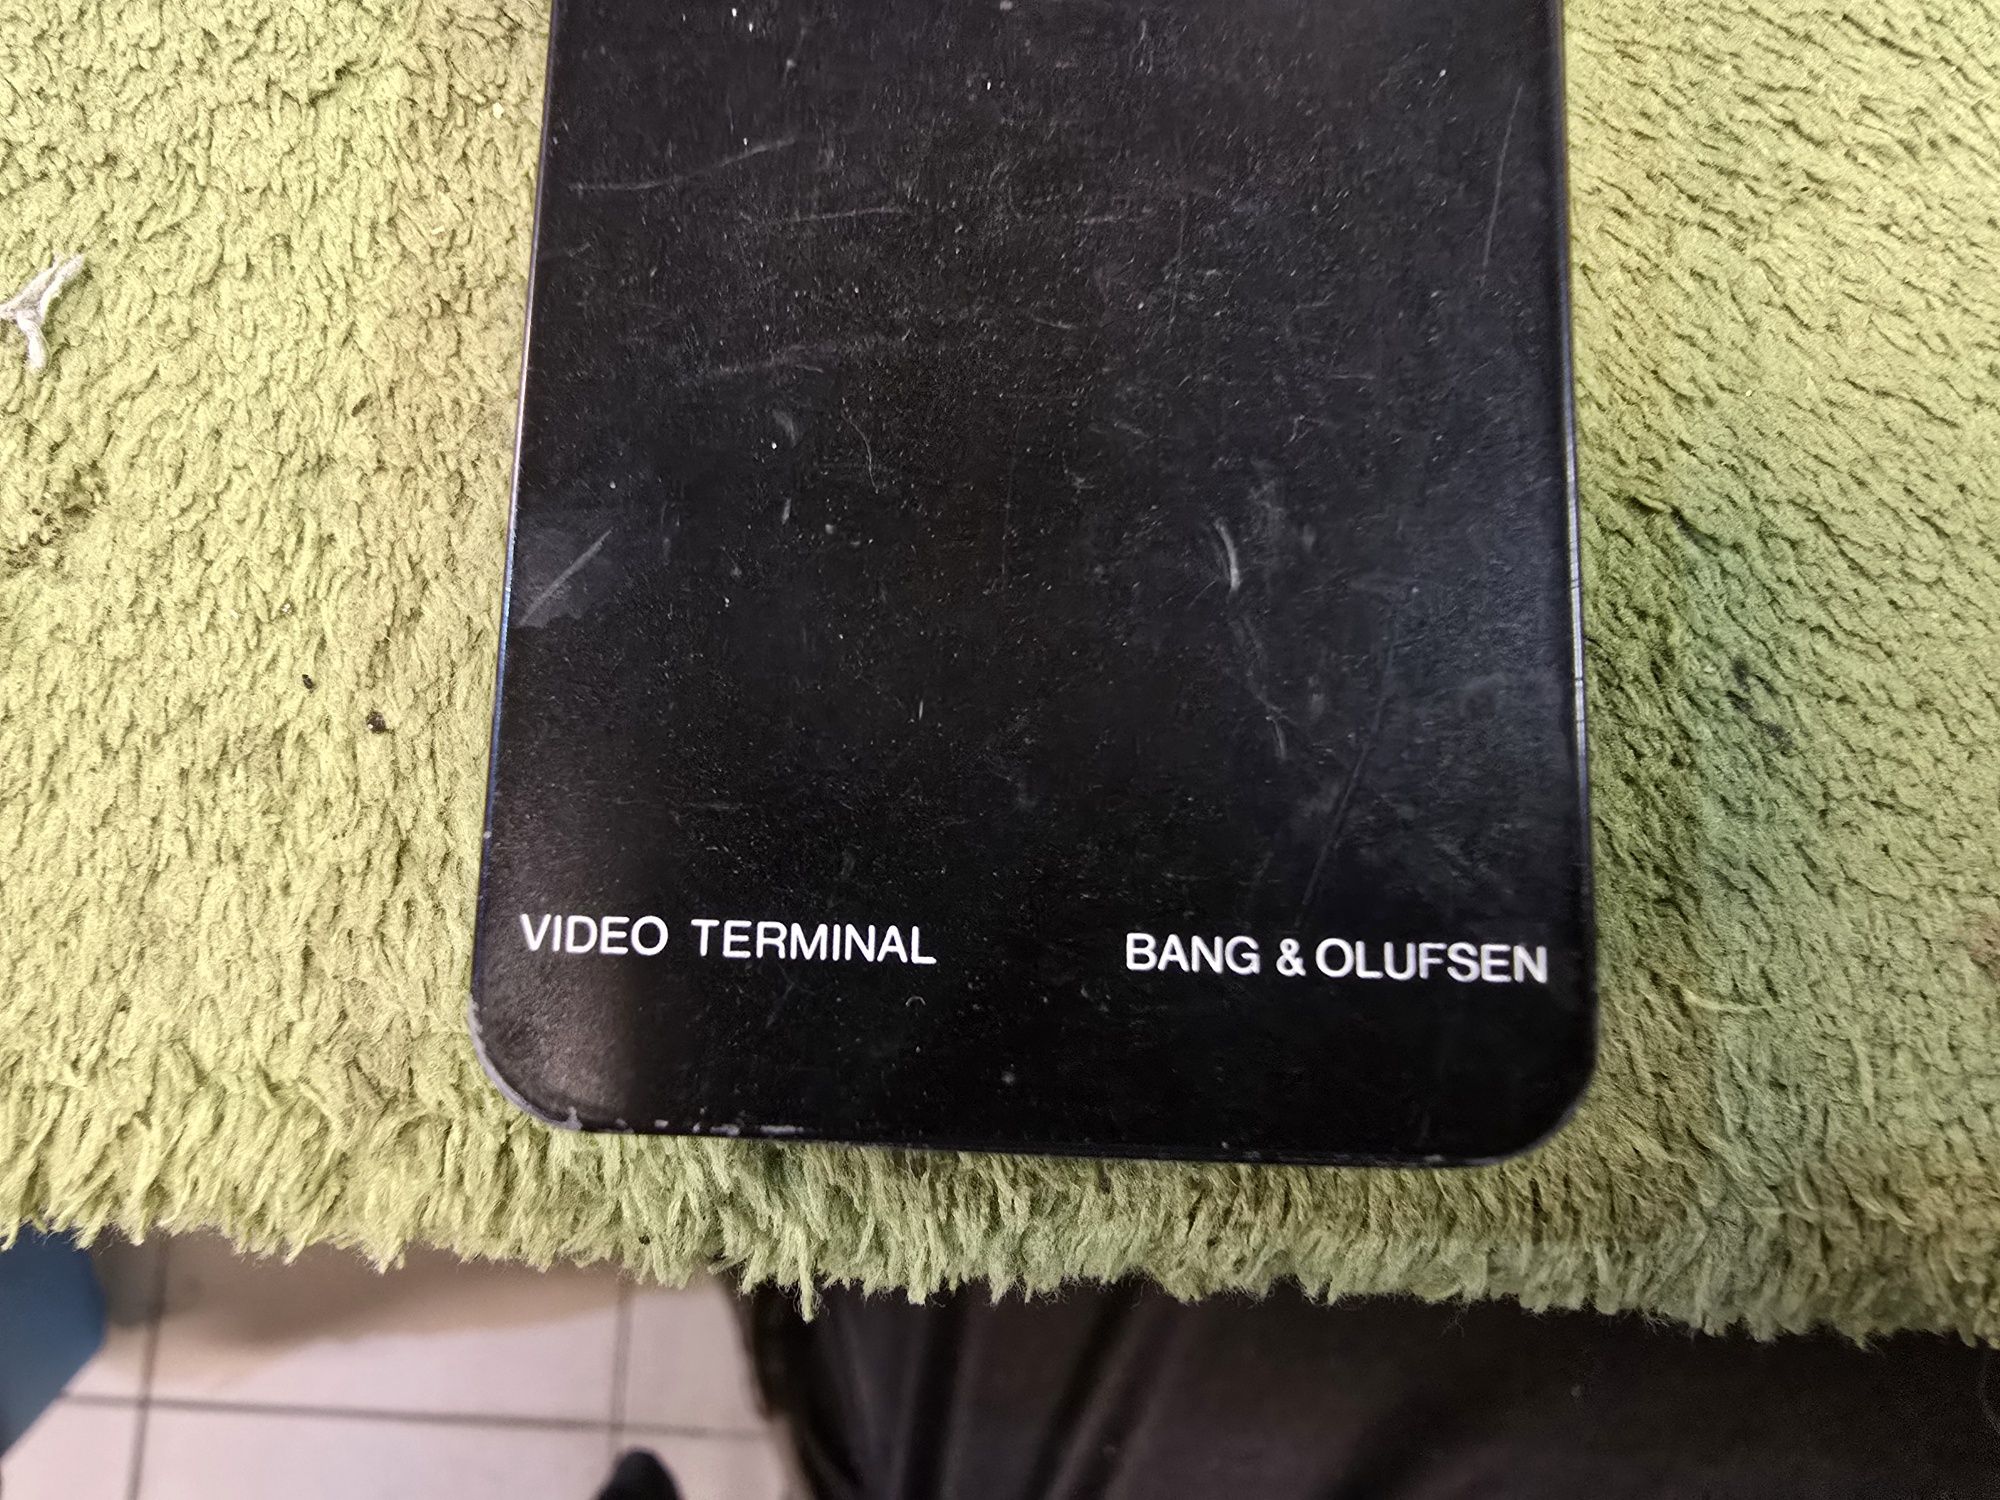 VIDEO TERMINAL BANG & OLUFSEN